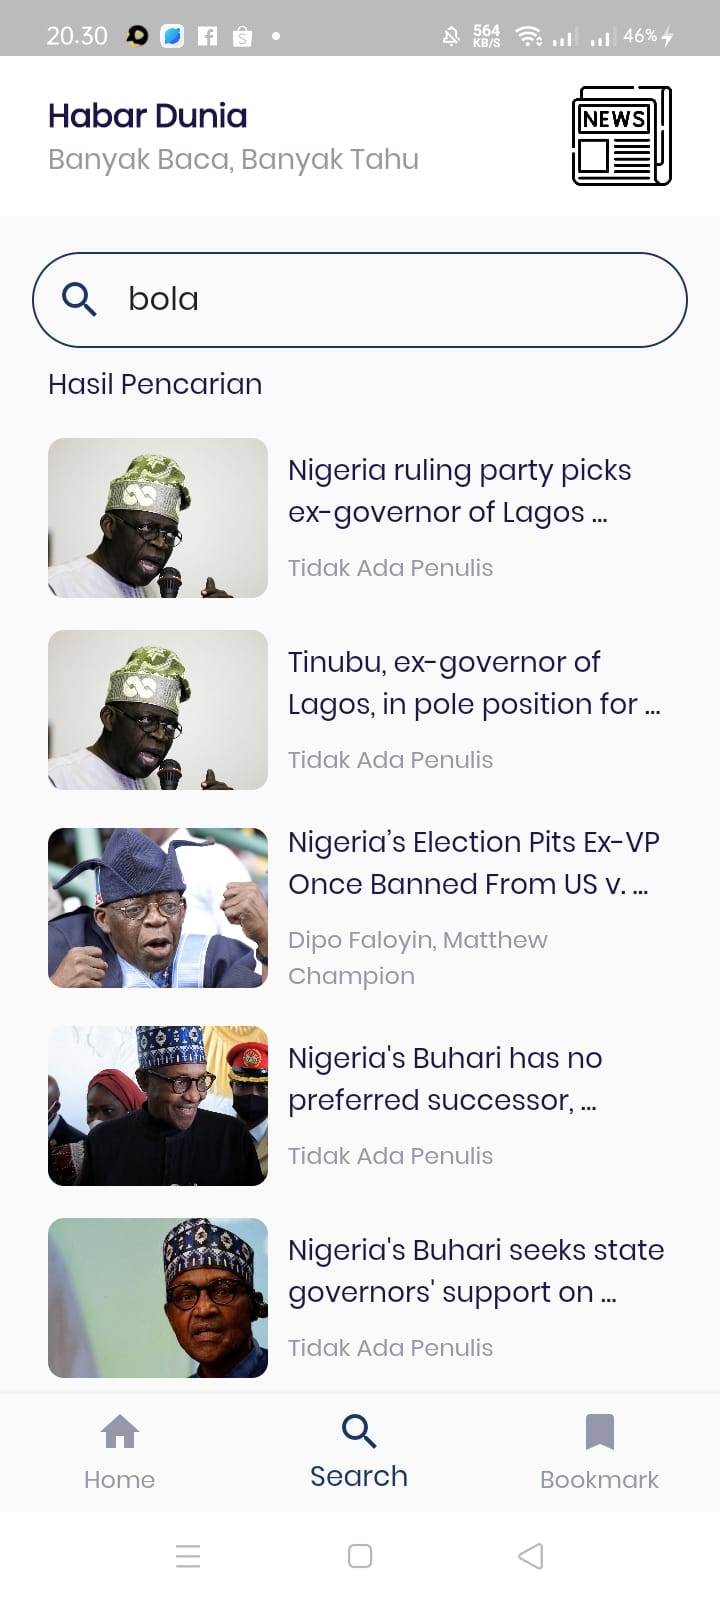 20.30
564
KB/S
46%
Habar Dunia
Banyak Baca, Banyak Tahu
NEWS
bola
Hasil Pencarian
Nigeria ruling party picks
ex-governor of Lagos ...
Tidak Ada Penulis
Tinubu, ex-governor of
Lagos, in pole position for ...
Tidak Ada Penulis
Nigeria’s Election Pits Ex-VP
Once Banned From US v. ...
Dipo Faloyin, Matthew
Champion
Nigeria's Buhari has no
preferred successor, ...
Tidak Ada Penulis
Nigeria's Buhari seeks state
governors' support on ...
Tidak Ada Penulis
Home
Search
Bookmark